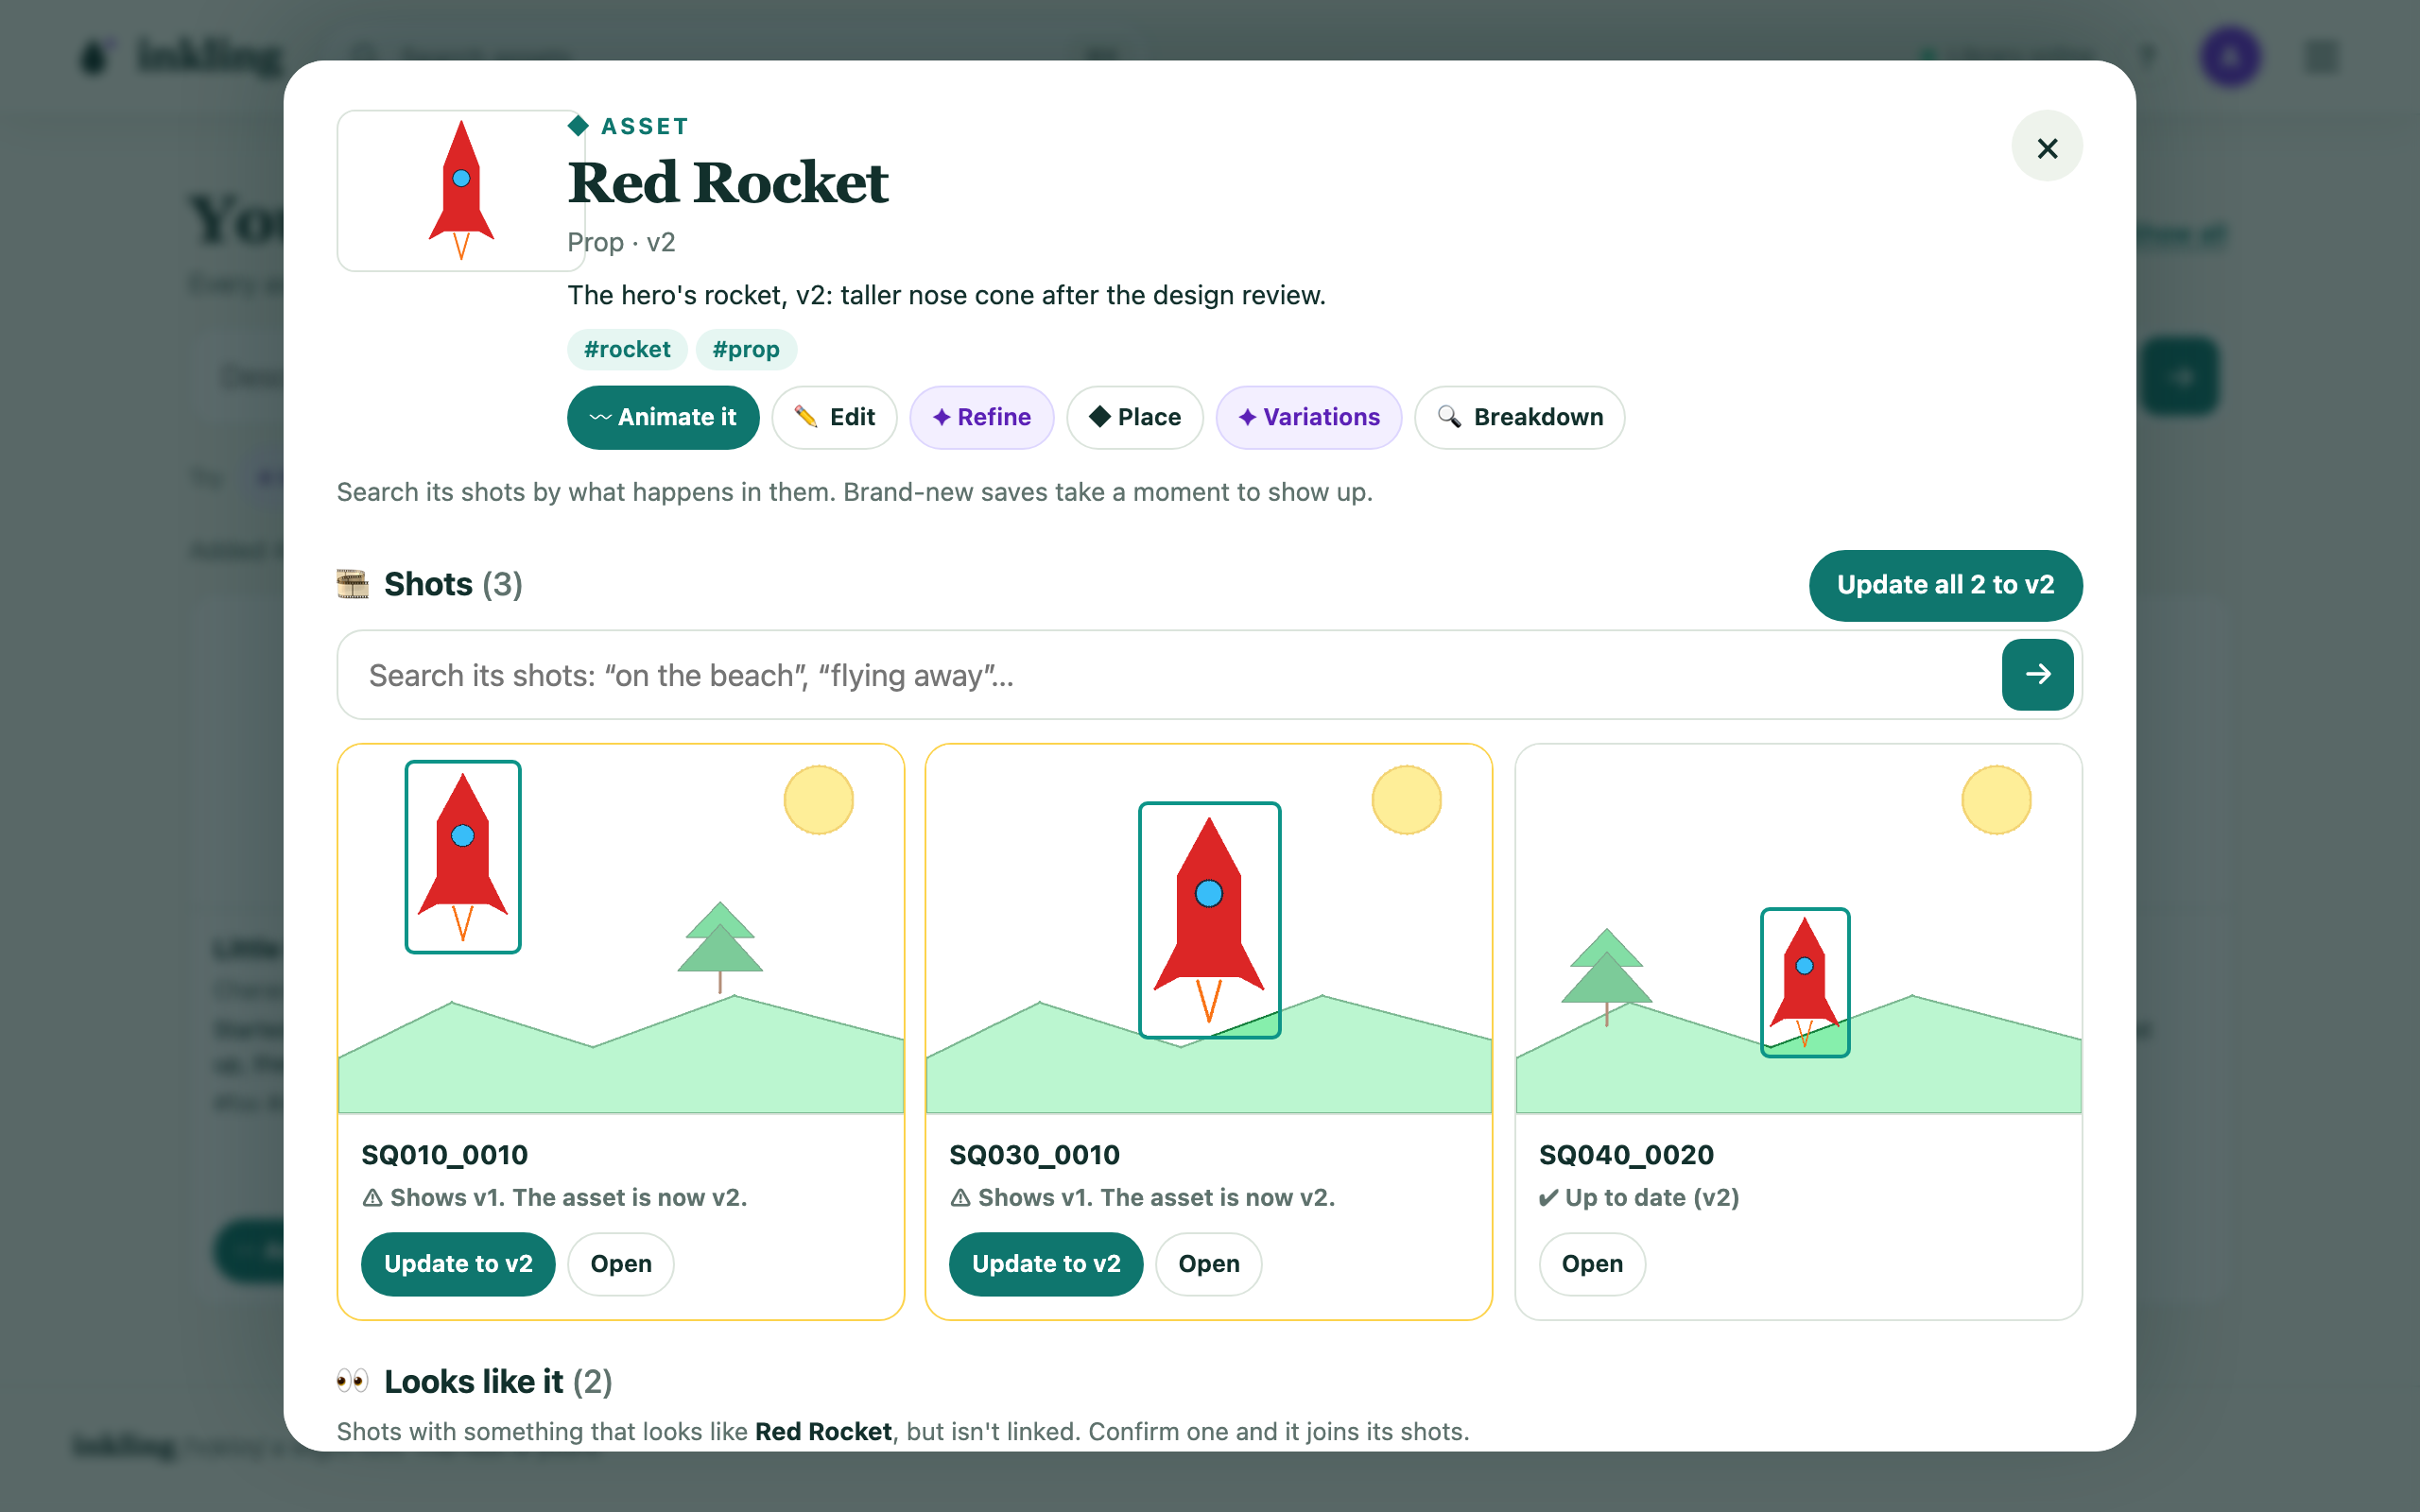 inkling
ASSET
Red Rocket
Prop · v2
The hero's rocket, v2: taller nose cone after the design review.
#rocket #prop
Animate it Edit Refine Place Variations Breakdown
Search its shots by what happens in them. Brand-new saves take a moment to show up.
Shots (3) Update all 2 to v2
Search its shots: “on the beach”, “flying away”...
SQ010_0010
Shows v1. The asset is now v2.
Update to v2 Open
SQ030_0010
Shows v1. The asset is now v2.
Update to v2 Open
SQ040_0020
Up to date (v2)
Open
Looks like it (2)
Shots with something that looks like Red Rocket, but isn't linked. Confirm one and it joins its shots.
inkling